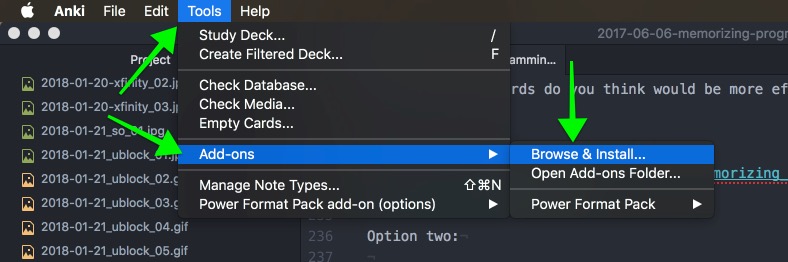 Anki File Edit Tools Help
2017-06-06-memorizing-prog
Project
ammin...
Study Deck... /
Create Filtered Deck... F
Check Database...
Check Media...
Empty Cards...
Add-ons
Manage Note Types... ⇧⌘N
Power Format Pack add-on (options)
Browse & Install...
Open Add-ons Folder...
Power Format Pack
2018-01-20-xfinity_02.jp
2018-01-20-xfinity_03.jp
2018-01-21_so_01.jpg
2018-01-21_ublock_01.jp
2018-01-21_ublock_02.g
2018-01-21_ublock_03.g
2018-01-21_ublock_04.gif
2018-01-21_ublock_05.gif
rds do you think would be more ef
morizing
236 Option two:¬
237 ¬